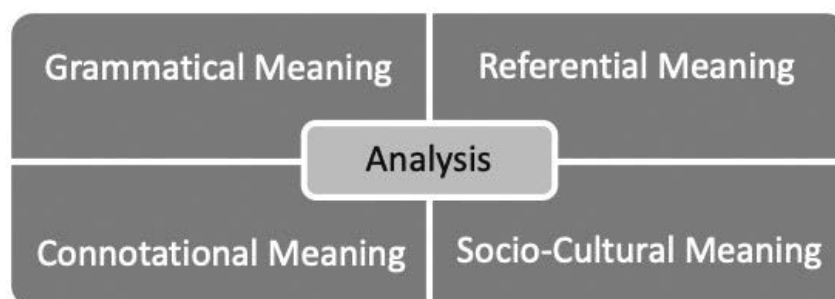 Grammatical Meaning
Referential Meaning
Analysis
Connotational Meaning
Socio-Cultural Meaning